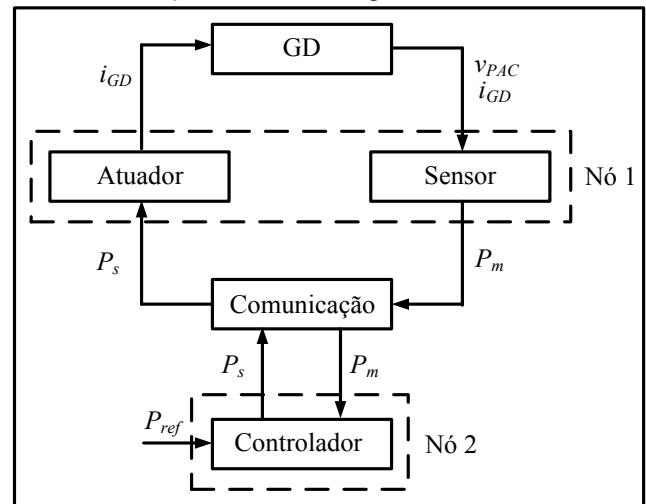 GD
i_GD
v_PAC
i_GD
Atuador
Sensor
Nó 1
P_s
P_m
Comunicação
P_s
P_m
P_ref
Controlador
Nó 2